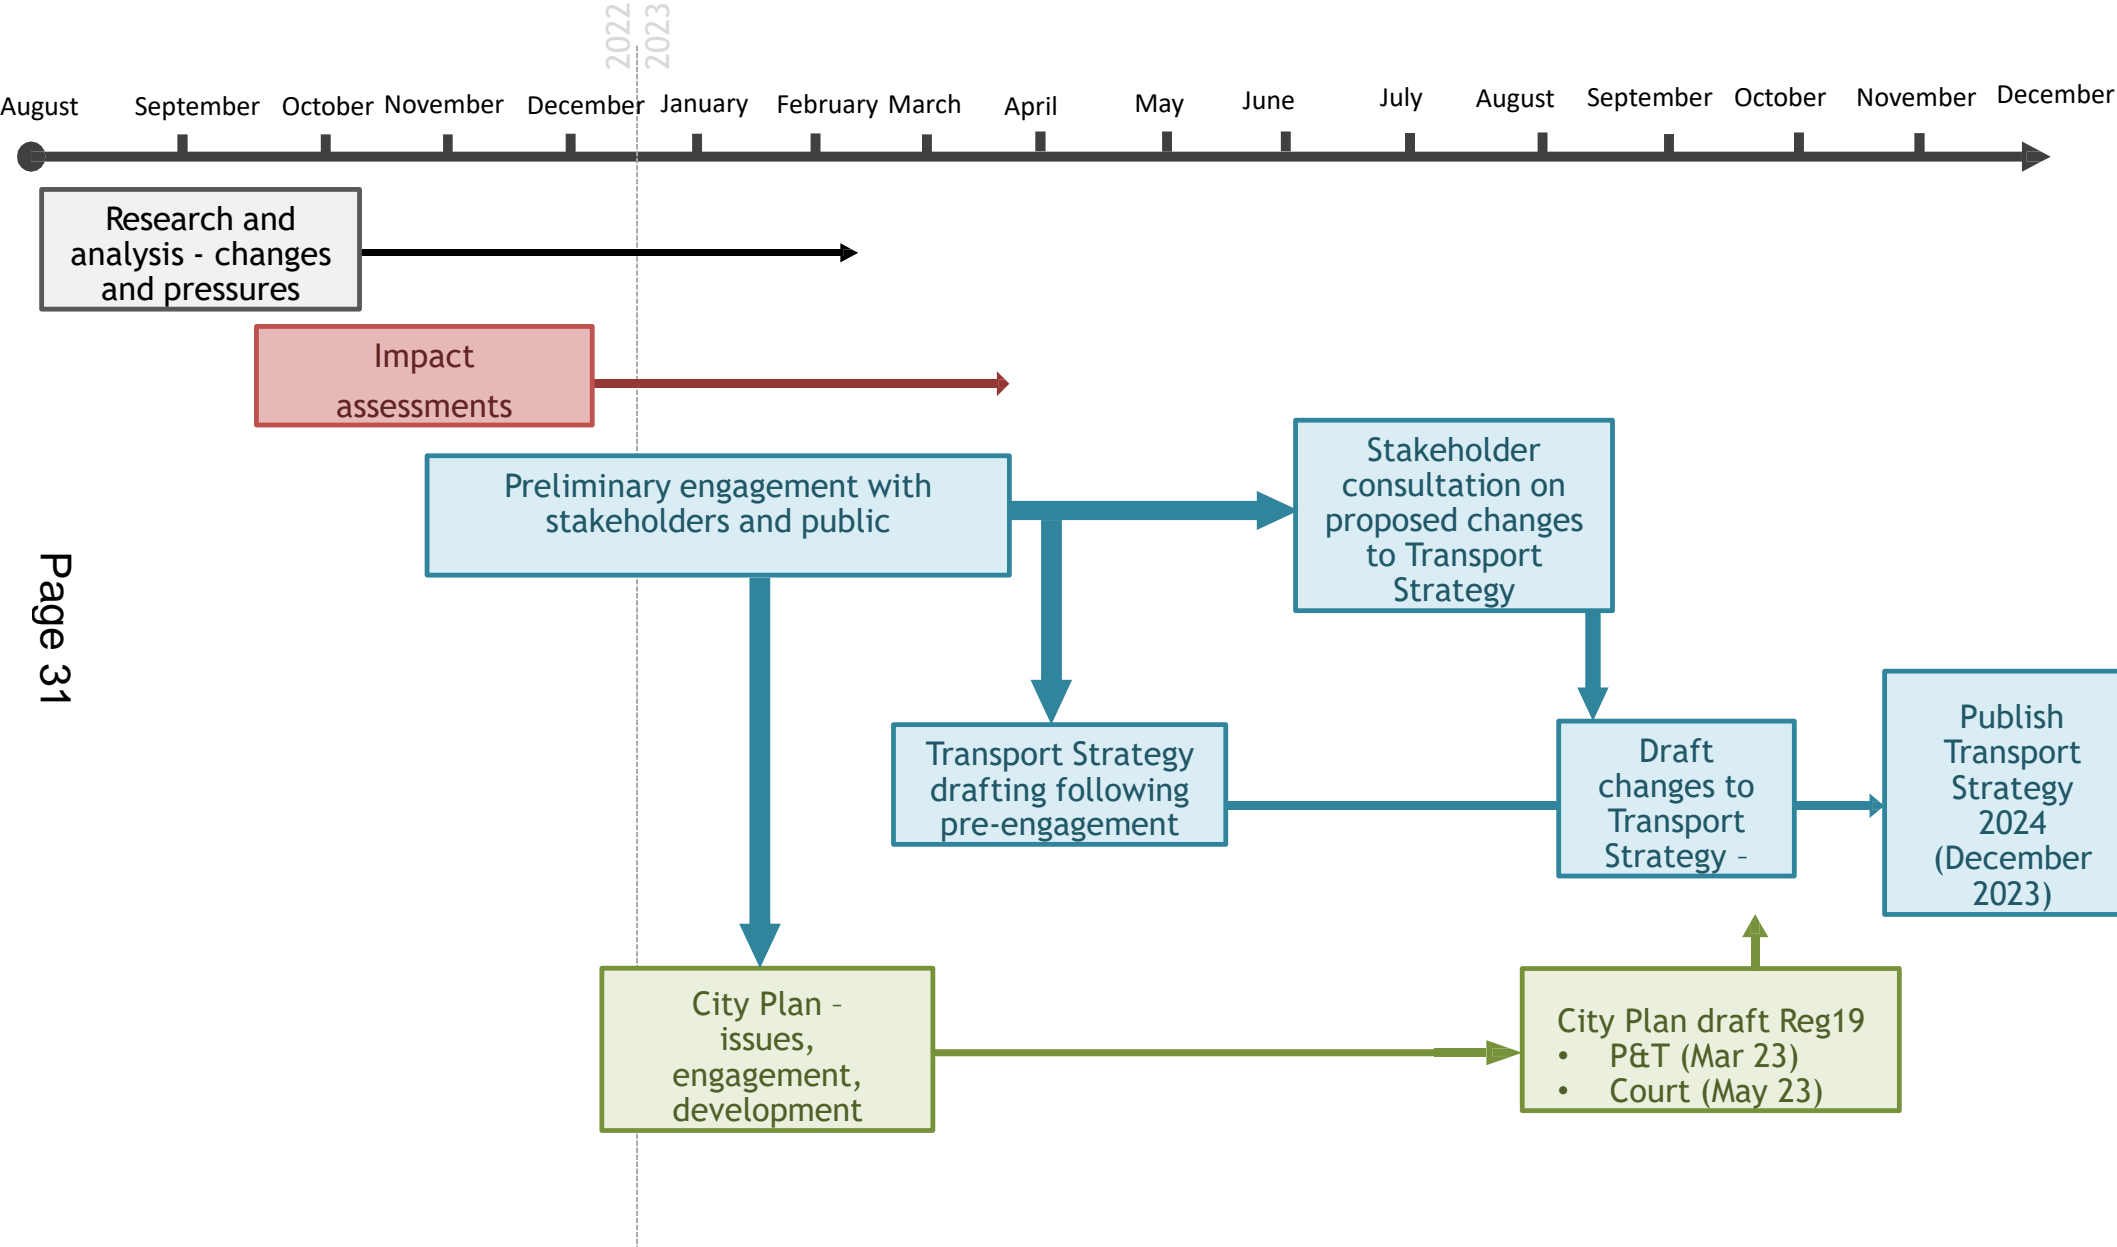 2022
2023
August September October November December January February March April May June July August September October November December
Research and
analysis - changes
and pressures
Impact
assessments
Preliminary engagement with
stakeholders and public
Stakeholder
consultation on
proposed changes
to Transport
Strategy
Page 31
Transport Strategy
drafting following
pre-engagement
Draft
changes to
Transport
Strategy –
Publish
Transport
Strategy
2024
(December
2023)
City Plan –
issues,
engagement,
development
City Plan draft Reg19
• P&T (Mar 23)
• Court (May 23)